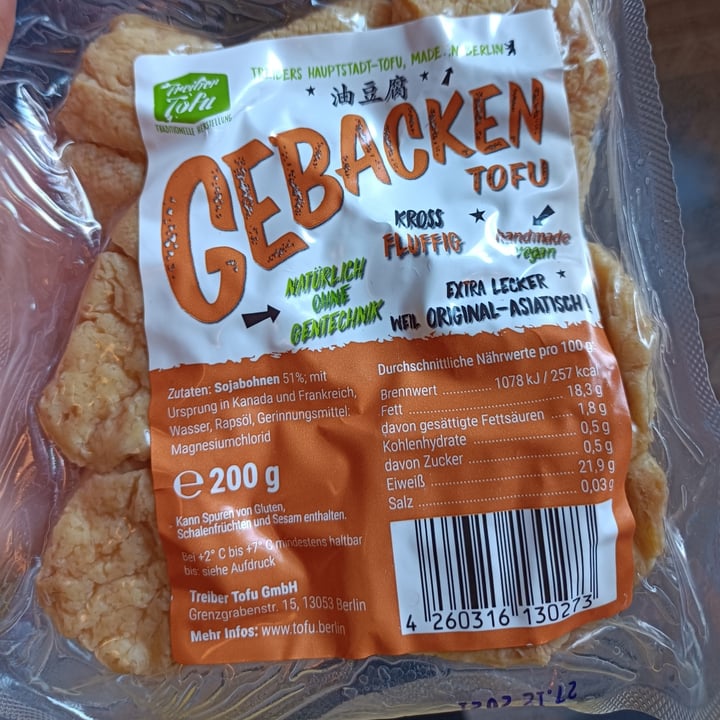 TREIBERS HAUPTSTADT-TOFU, MADE IN BERLIN
Treiber
Tofu
TRADITIONELLE HERSTELLUNG
油豆腐
GEBACKEN
TOFU
KROSS
FLUFFIG
handmade
vegan
NATÜRLICH
OHNE
GENTECHNIK
EXTRA LECKER
WEIL ORIGINAL-ASIATISCH!
Zutaten: Sojabohnen 51%; mit
Ursprung in Kanada und Frankreich,
Wasser, Rapsöl, Gerinnungsmittel:
Magnesiumchlorid
e 200 g
Kann Spuren von Gluten,
Schalenfrüchten und Sesam enthalten.
Bei +2° C bis +7° C mindestens haltbar
bis: siehe Aufdruck
Treiber Tofu GmbH
Grenzgrabenstr. 15, 13053 Berlin
Mehr Infos: www.tofu.berlin
Durchschnittliche Nährwerte pro 100 g:
Brennwert ........ 1078 kJ / 257 kcal
Fett ........ 18,3 g
davon gesättigte Fettsäuren ........ 1,8 g
Kohlenhydrate ........ 0,5 g
davon Zucker ........ 0,5 g
Eiweiß ........ 21,9 g
Salz ........ 0,03 g
4 260316 130273
27.12.2021